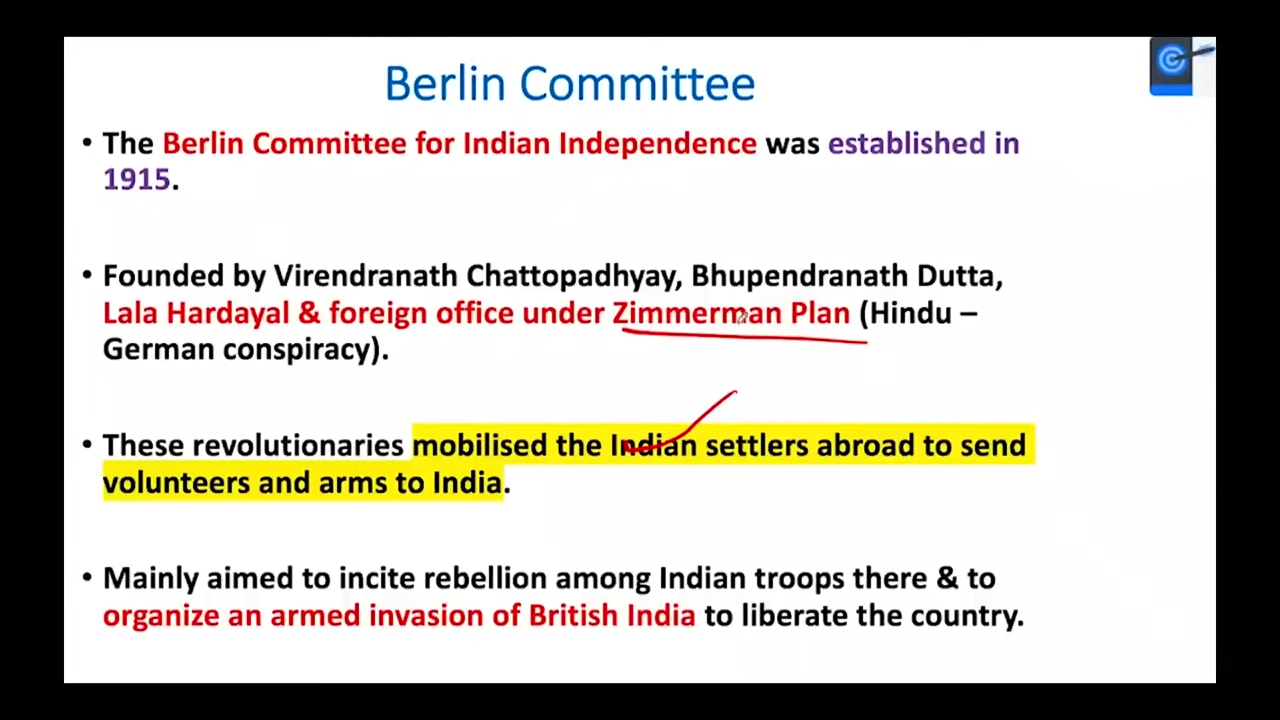 Berlin Committee
• The Berlin Committee for Indian Independence was established in
1915.
• Founded by Virendranath Chattopadhyay, Bhupendranath Dutta,
Lala Hardayal & foreign office under Zimmerman Plan (Hindu –
German conspiracy).
• These revolutionaries mobilised the Indian settlers abroad to send
volunteers and arms to India.
• Mainly aimed to incite rebellion among Indian troops there & to
organize an armed invasion of British India to liberate the country.